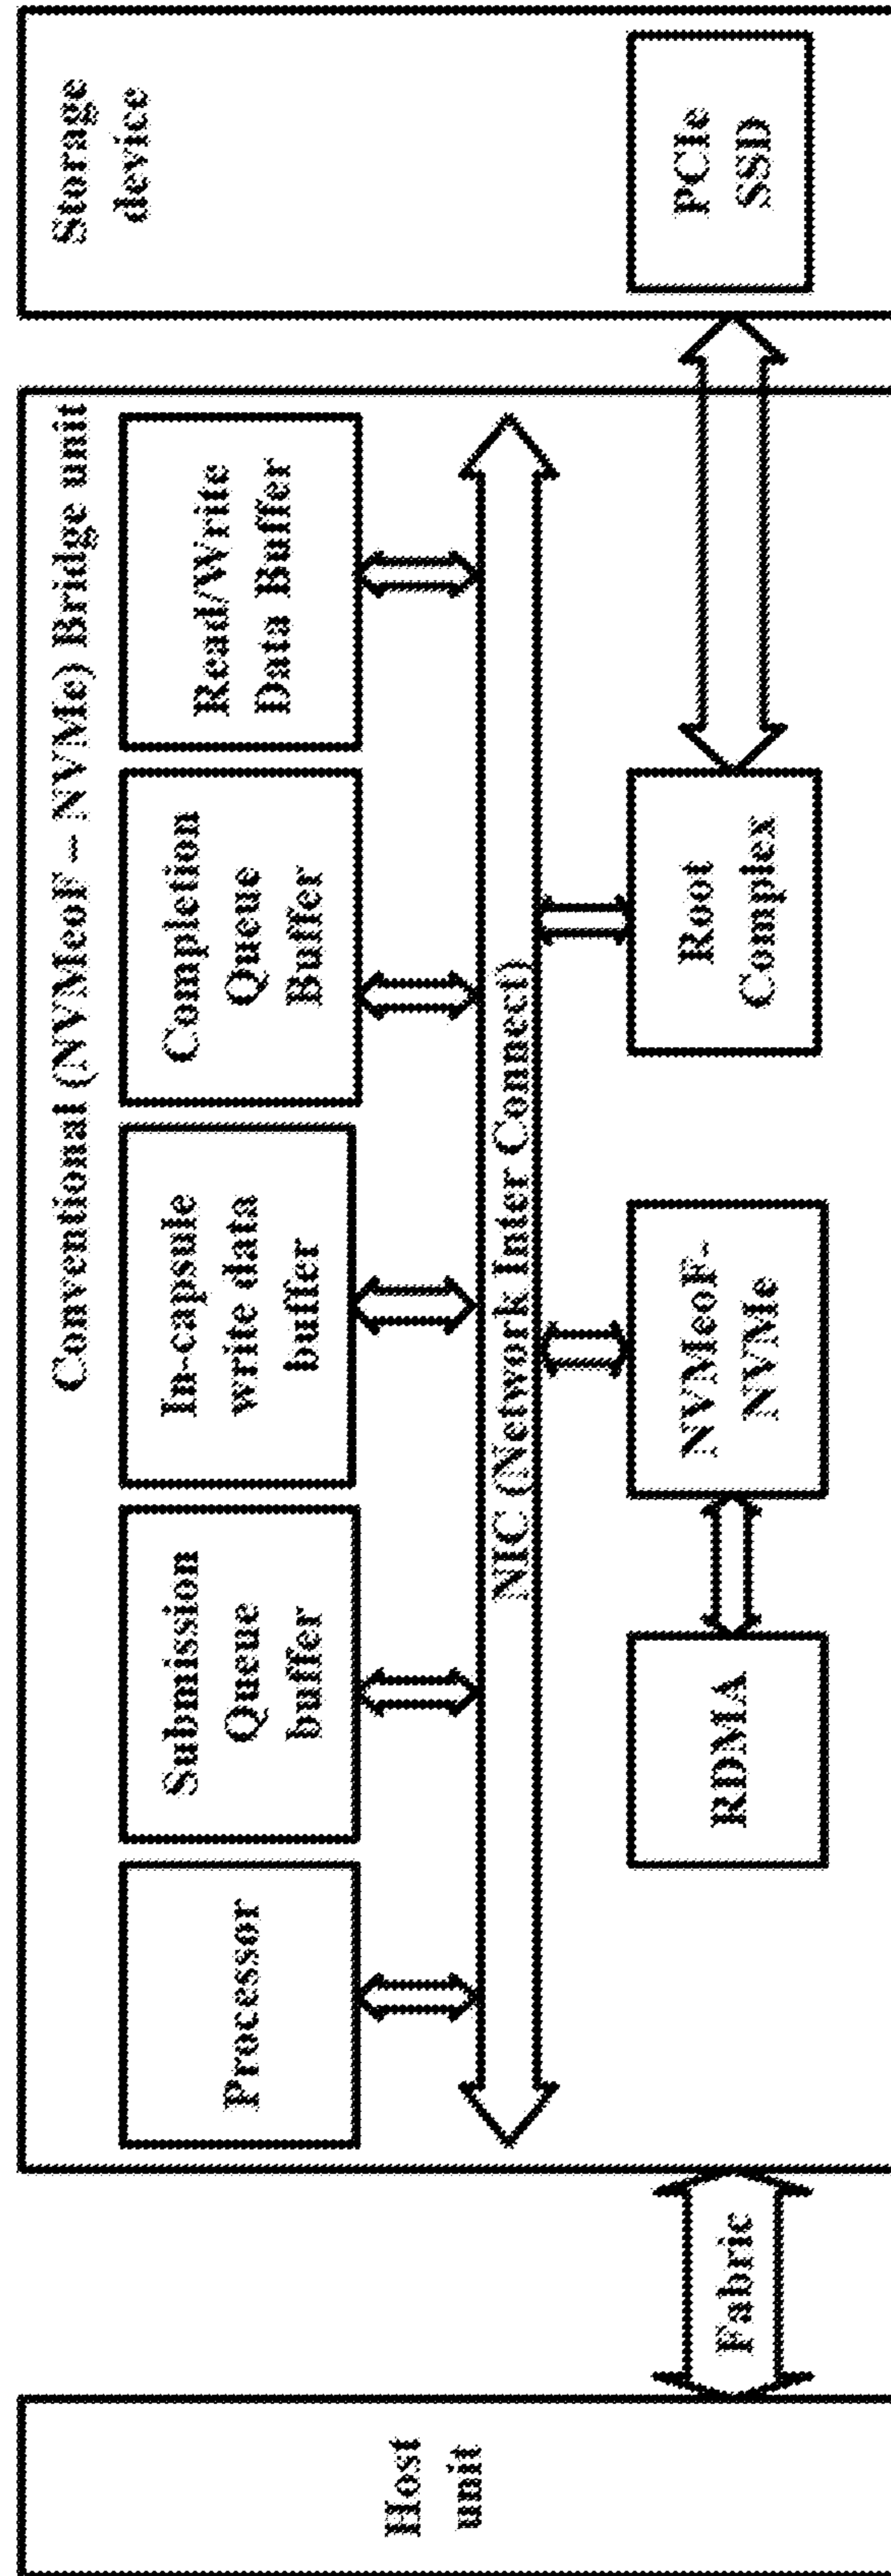 Conventional (NVMeoF – NVMe) Bridge unit
Storage
device
Processor
Submission
Queue
buffer
In-capsule
write data
buffer
Completion
Queue
Buffer
Read/Write
Data Buffer
Host
unit
NIC (Network Inter Connect)
Fabric
RDMA
NVMeoF-
NVMe
Root
Complex
PCIe
SSD